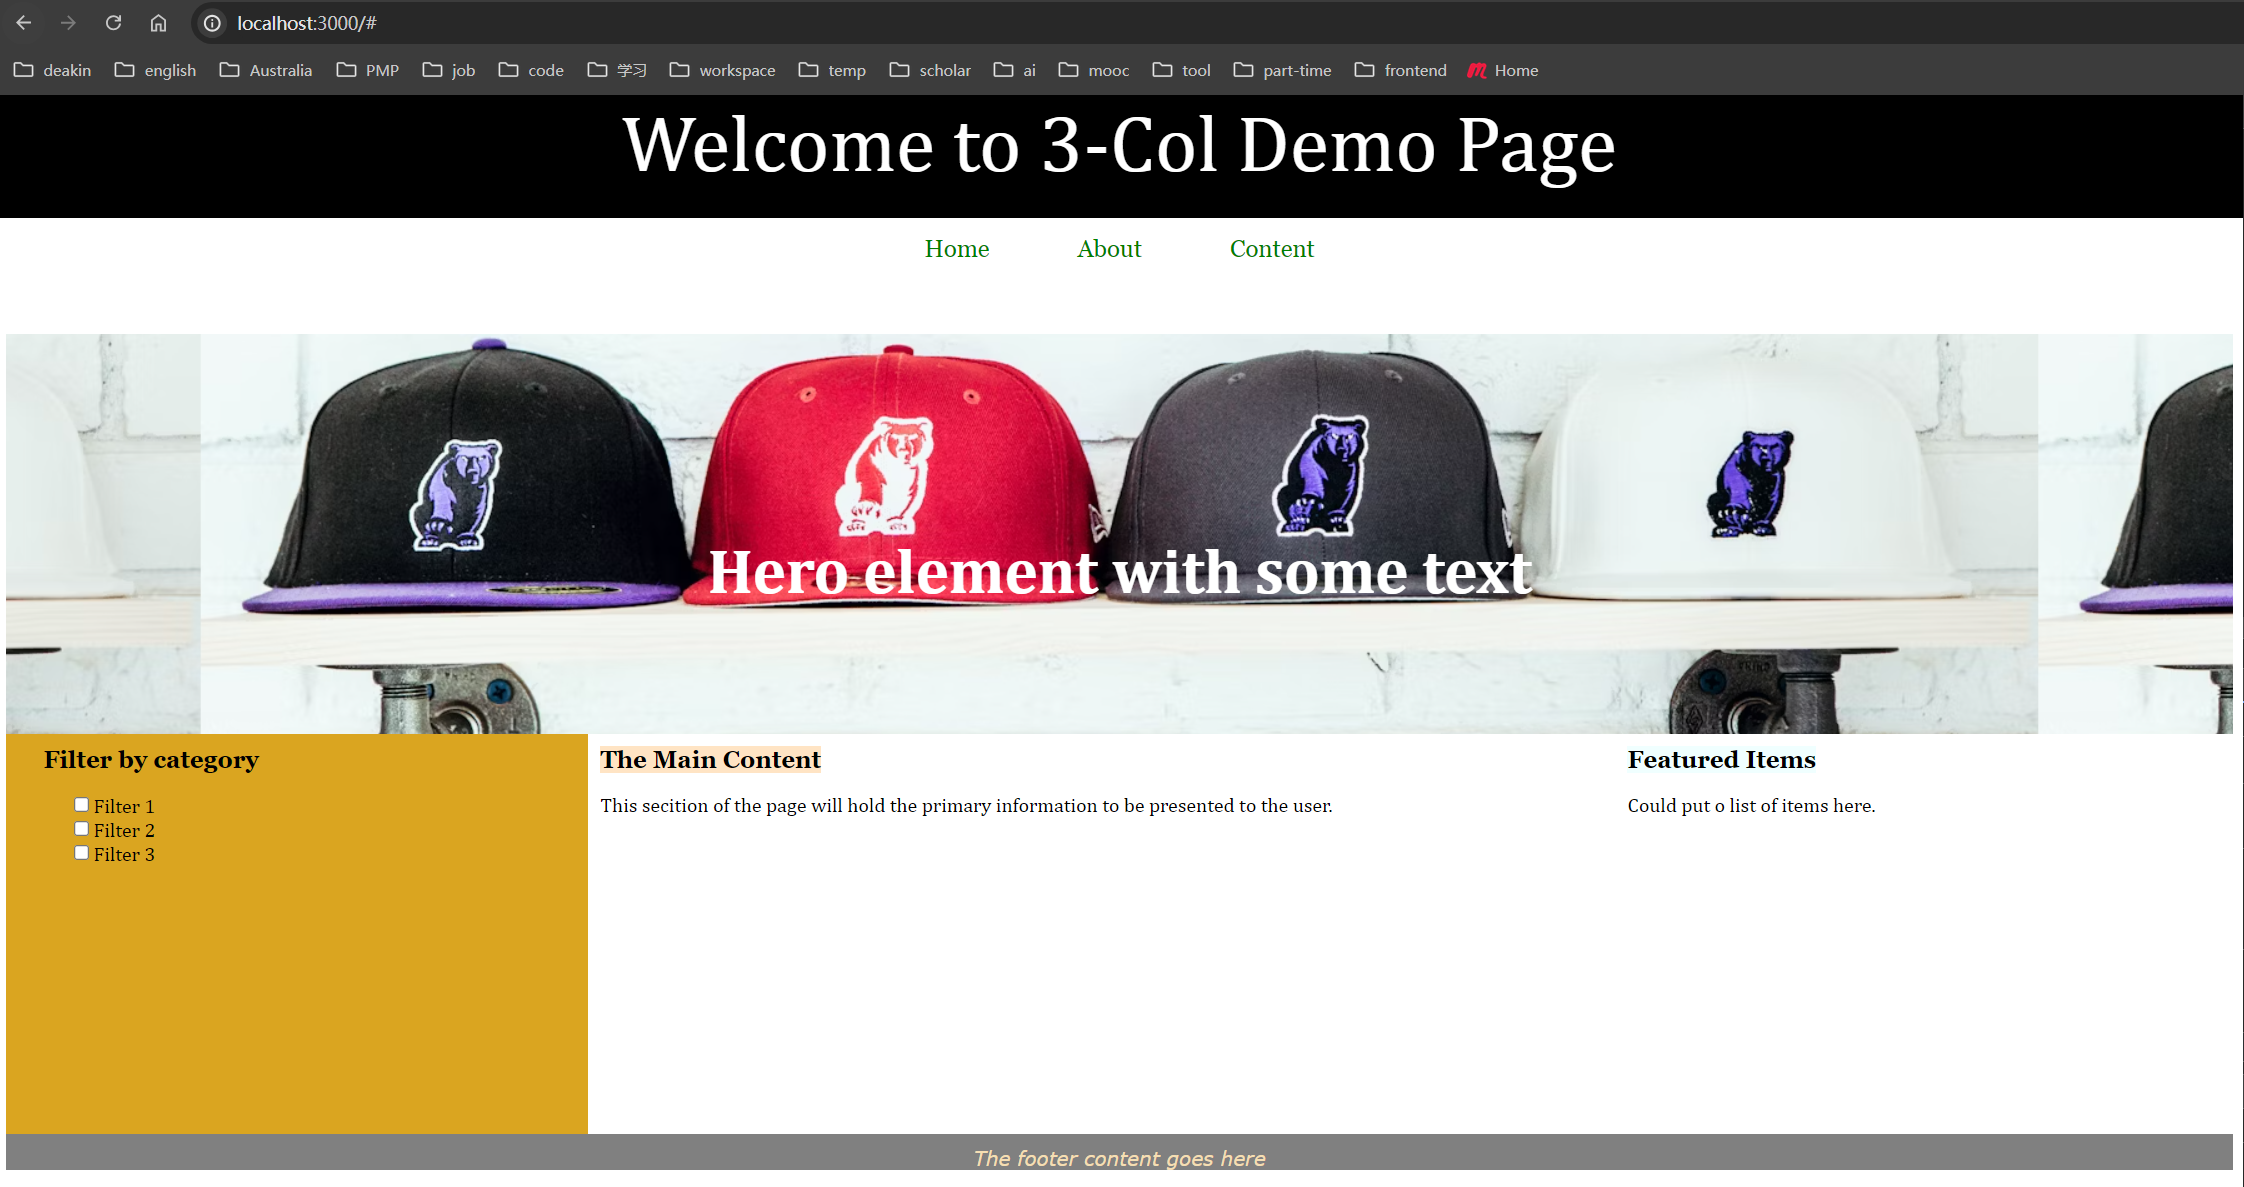 localhost:3000/#
deakin english Australia PMP job code 学习 workspace temp scholar ai mooc tool part-time frontend Home
Welcome to 3-Col Demo Page
Home About Content
Hero element with some text
Filter by category
Filter 1
Filter 2
Filter 3
The Main Content
This secition of the page will hold the primary information to be presented to the user.
Featured Items
Could put o list of items here.
The footer content goes here